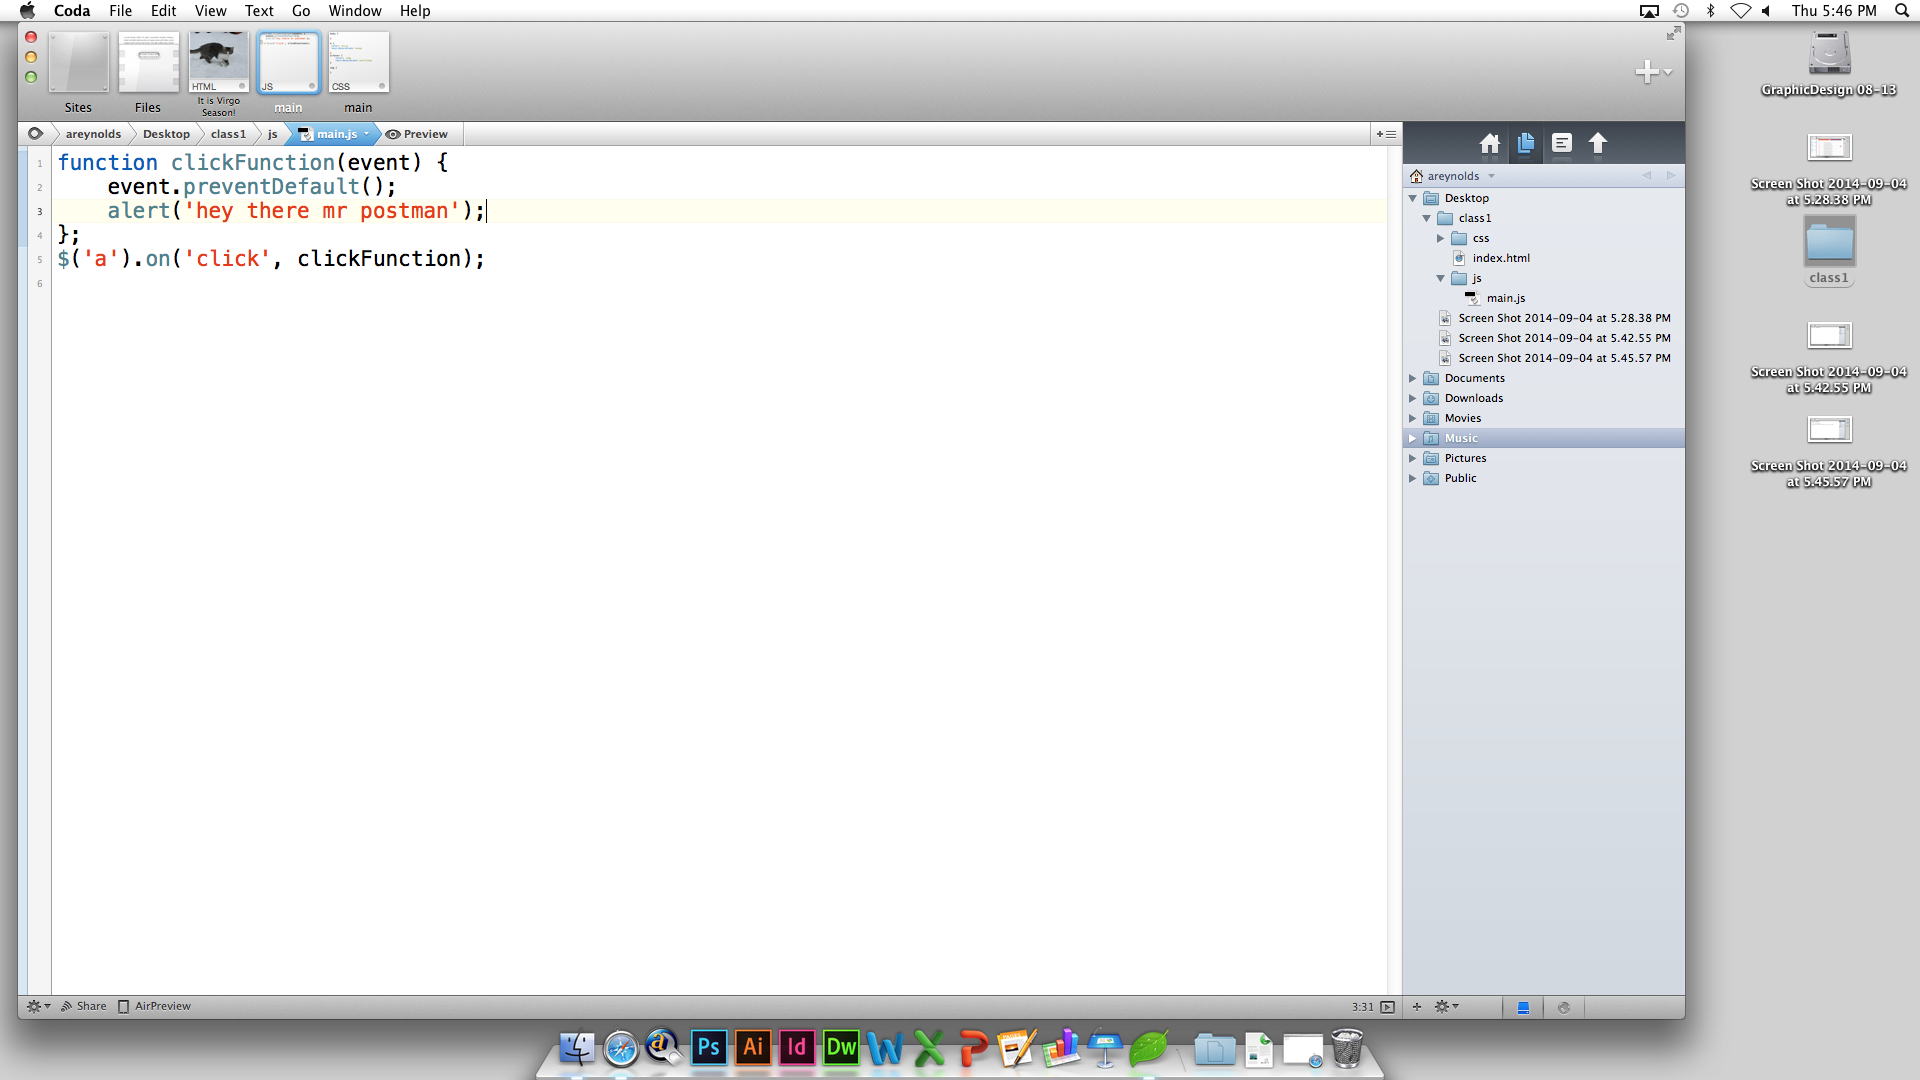 Coda File Edit View Text Go Window Help
Thu 5:46 PM
HTML
JS
CSS
Sites
Files
It is Virgo
Season!
main
main
areynolds
Desktop
class1
js
main.js
Preview
1 function clickFunction(event) {
2 event.preventDefault();
3 alert('hey there mr postman');
4 };
5 $('a').on('click', clickFunction);
6
areynolds
Desktop
class1
css
index.html
js
main.js
Screen Shot 2014-09-04 at 5.28.38 PM
Screen Shot 2014-09-04 at 5.42.55 PM
Screen Shot 2014-09-04 at 5.45.57 PM
Documents
Downloads
Movies
Music
Pictures
Public
GraphicDesign 08-13
Screen Shot 2014-09-04
at 5.28.38 PM
class1
Screen Shot 2014-09-04
at 5.42.55 PM
Screen Shot 2014-09-04
at 5.45.57 PM
Share
AirPreview
3:31
Ps
Ai
Id
Dw